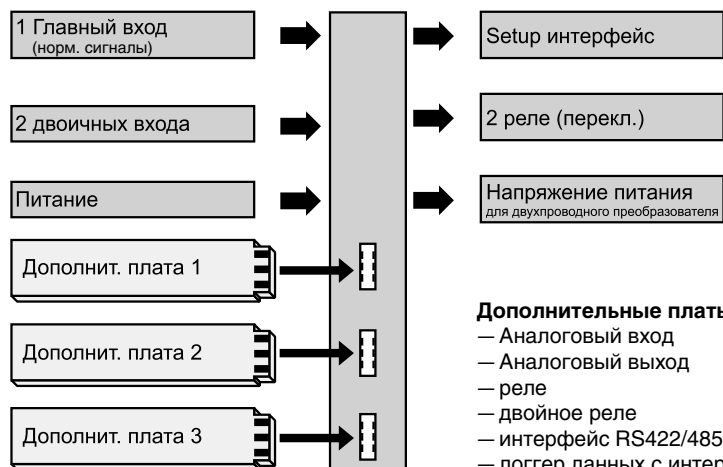 1 Главный вход
(норм. сигналы)
2 двоичных входа
Питание
Дополнит. плата 1
Дополнит. плата 2
Дополнит. плата 3
Setup интерфейс
2 реле (перекл.)
Напряжение питания
для двухпроводного преобразователя
Дополнительные платы
— Аналоговый вход
— Аналоговый выход
— реле
— двойное реле
— интерфейс RS422/485
— логгер данных с